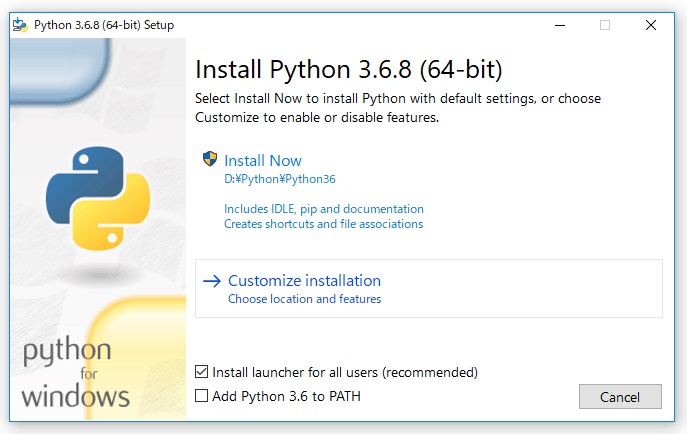 Python 3.6.8 (64-bit) Setup
Install Python 3.6.8 (64-bit)
Select Install Now to install Python with default settings, or choose
Customize to enable or disable features.
Install Now
D:¥Python¥Python36
Includes IDLE, pip and documentation
Creates shortcuts and file associations
Customize installation
Choose location and features
python
for
windows
Install launcher for all users (recommended)
Add Python 3.6 to PATH
Cancel